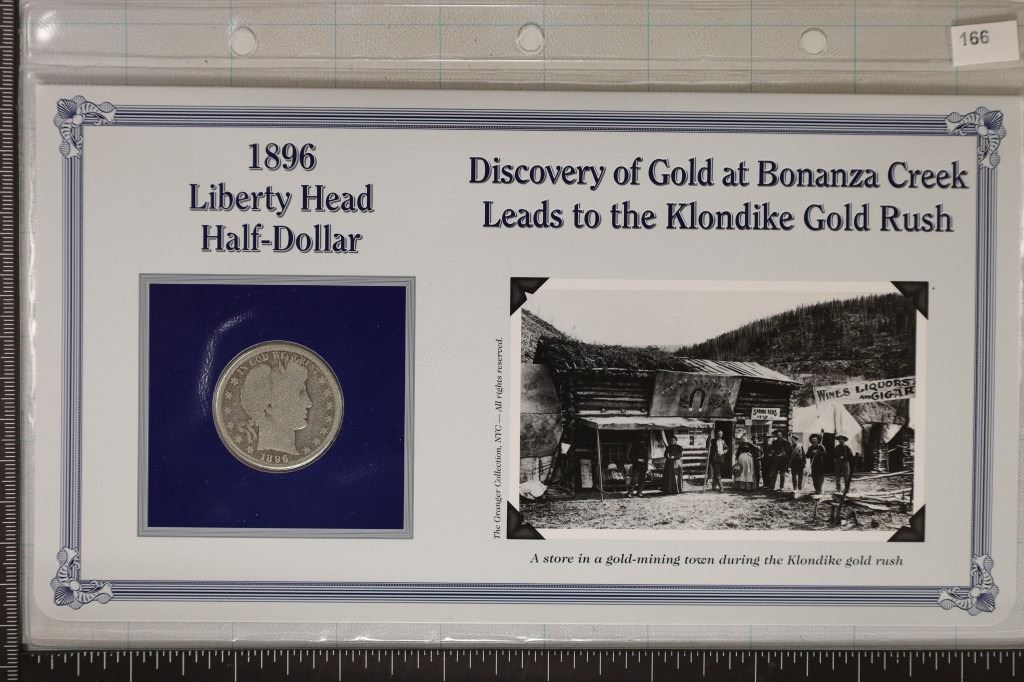 166
1896
Liberty Head
Half-Dollar
Discovery of Gold at Bonanza Creek
Leads to the Klondike Gold Rush
IN GOD WE TRUST
1896
The Granger Collection, NYC — All rights reserved.
WINES LIQUORS
AND CIGARS
A store in a gold-mining town during the Klondike gold rush